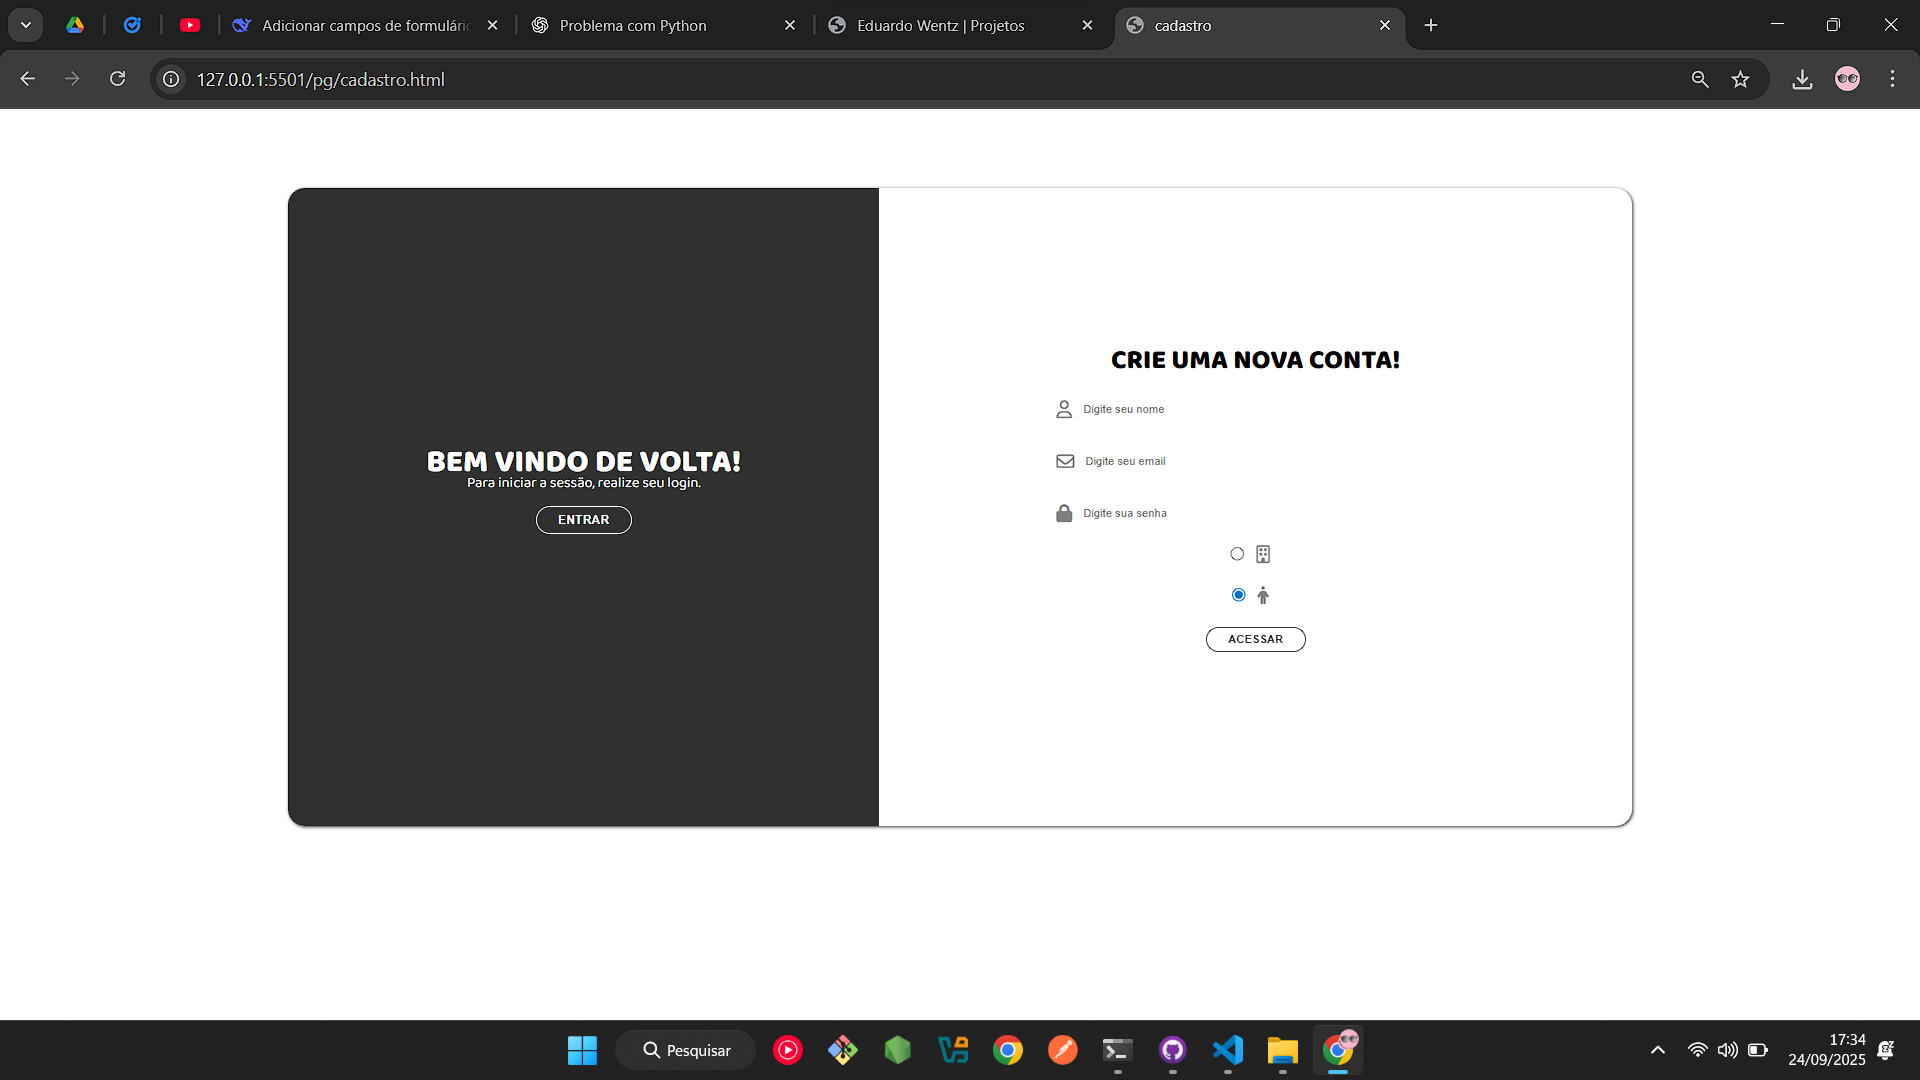 Adicionar campos de formulári
Problema com Python
Eduardo Wentz | Projetos
cadastro
127.0.0.1:5501/pg/cadastro.html
BEM VINDO DE VOLTA!
Para iniciar a sessão, realize seu login.
ENTRAR
CRIE UMA NOVA CONTA!
Digite seu nome
Digite seu email
Digite sua senha
ACESSAR
Pesquisar
17:34
24/09/2025